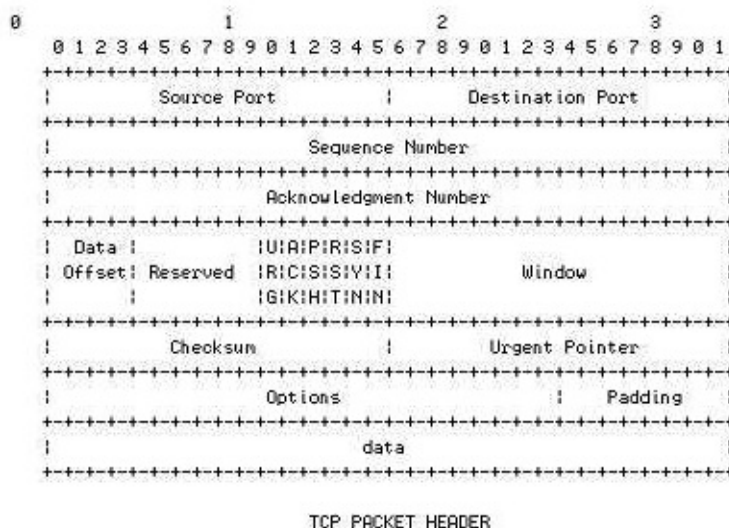 0 1 2 3
0 1 2 3 4 5 6 7 8 9 0 1 2 3 4 5 6 7 8 9 0 1 2 3 4 5 6 7 8 9 0 1
+-+-+-+-+-+-+-+-+-+-+-+-+-+-+-+-+-+-+-+-+-+-+-+-+-+-+-+-+-+-+-+-
¦ Source Port ¦ Destination Port
+-+-+-+-+-+-+-+-+-+-+-+-+-+-+-+-+-+-+-+-+-+-+-+-+-+-+-+-+-+-+-+-
¦ Sequence Number
+-+-+-+-+-+-+-+-+-+-+-+-+-+-+-+-+-+-+-+-+-+-+-+-+-+-+-+-+-+-+-+-
¦ Acknowledgment Number
+-+-+-+-+-+-+-+-+-+-+-+-+-+-+-+-+-+-+-+-+-+-+-+-+-+-+-+-+-+-+-+-
¦ Data ¦ ¦U¦A¦P¦R¦S¦F¦
¦ Offset¦ Reserved ¦R¦C¦S¦S¦Y¦I¦ Window
¦ ¦ ¦G¦K¦H¦T¦N¦N¦
+-+-+-+-+-+-+-+-+-+-+-+-+-+-+-+-+-+-+-+-+-+-+-+-+-+-+-+-+-+-+-+-
¦ Checksum ¦ Urgent Pointer
+-+-+-+-+-+-+-+-+-+-+-+-+-+-+-+-+-+-+-+-+-+-+-+-+-+-+-+-+-+-+-+-
¦ Options ¦ Padding
+-+-+-+-+-+-+-+-+-+-+-+-+-+-+-+-+-+-+-+-+-+-+-+-+-+-+-+-+-+-+-+-
¦ data
+-+-+-+-+-+-+-+-+-+-+-+-+-+-+-+-+-+-+-+-+-+-+-+-+-+-+-+-+-+-+-+-
TCP PACKET HEADER